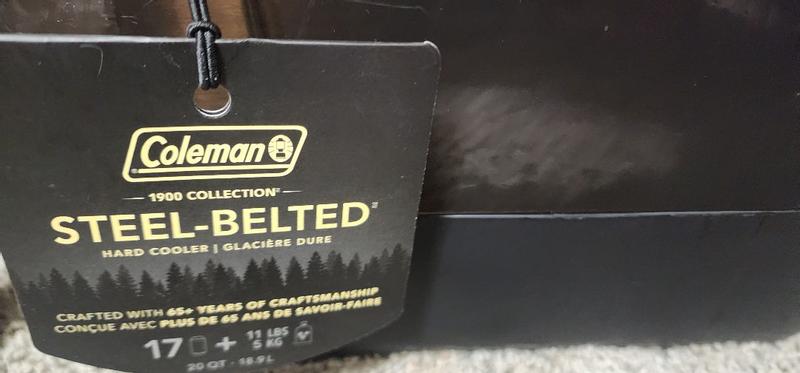 Coleman
1900 COLLECTION
STEEL-BELTED
HARD COOLER | GLACIÈRE DURE
CRAFTED WITH 65+ YEARS OF CRAFTSMANSHIP
CONÇUE AVEC PLUS DE 65 ANS DE SAVOIR-FAIRE
17 + 11 LBS
5 KG
20 QT - 18.9 L